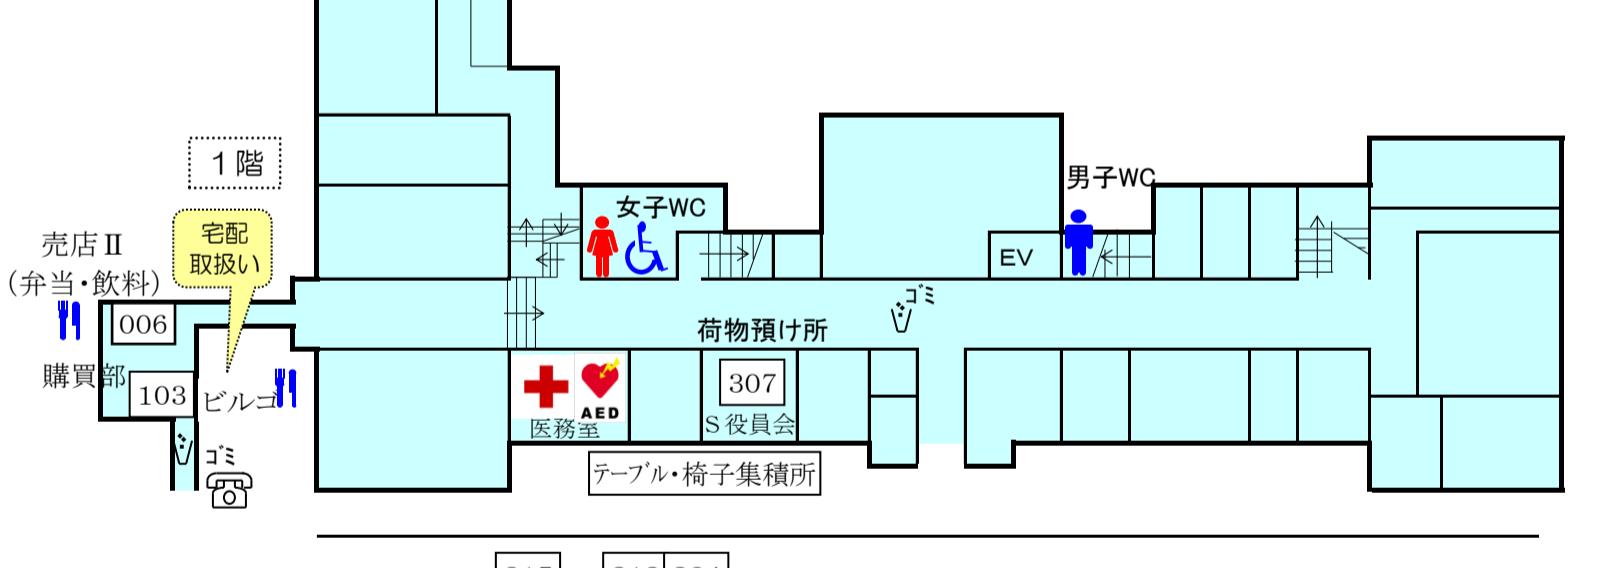 １階
宅配
取扱い
売店Ⅱ
（弁当・飲料）
006
購買部
103
ビルゴ
ｺﾞﾐ
女子WC
男子WC
EV
ｺﾞﾐ
荷物預け所
AED
医務室
307
Ｓ役員会
ﾃｰﾌﾞﾙ・椅子集積所